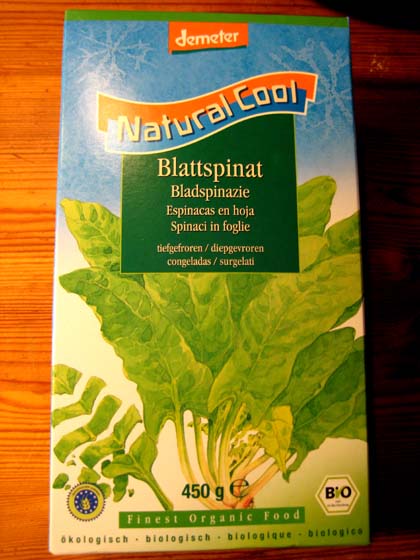 demeter
Natural Cool
Blattspinat
Bladspinazie
Espinacas en hoja
Spinaci in foglie
tiefgefroren / diepgevroren
congeladas / surgelati
450 g ℮
BIO
Finest Organic Food
ökologisch · biologisch · biologique · biologico